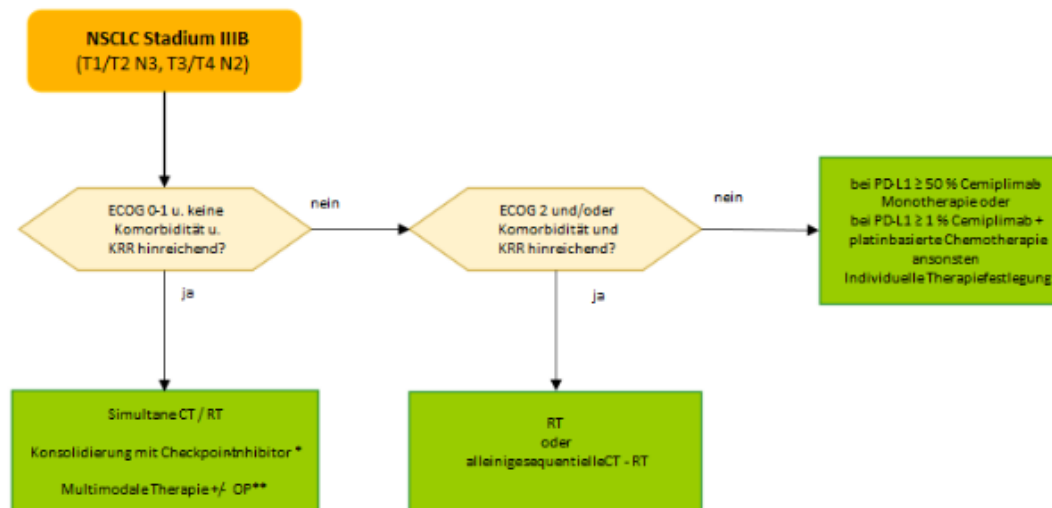 NSCLC Stadium IIIB
(T1/T2 N3, T3/T4 N2)
ECOG 0-1 u. keine
Komorbidität u.
KRR hinreichend?
nein
ECOG 2 und/oder
Komorbidität und
KRR hinreichend?
nein
bei PD-L1 ≥ 50 % Cemiplimab
Monotherapie oder
bei PD-L1 ≥ 1 % Cemiplimab +
platinbasierte Chemotherapie
ansonsten
Individuelle Therapiefestlegung
ja
ja
Simultane CT / RT
Konsolidierung mit Checkpointnhibitor *
Multimodale Therapie +/- OP**
RT
oder
alleinigesequentielleCT - RT